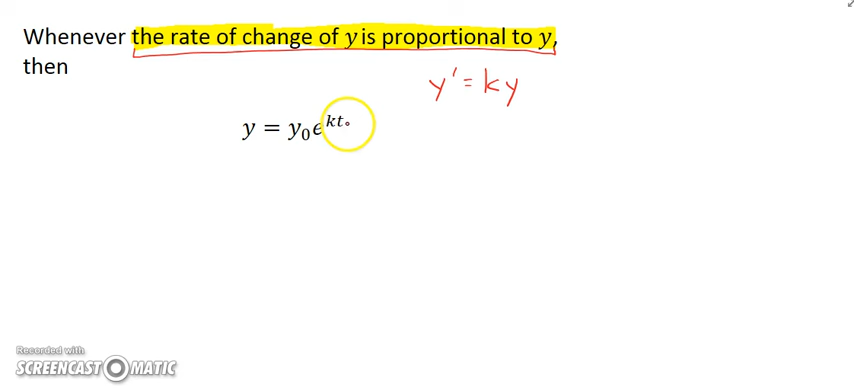 Whenever the rate of change of y is proportional to y,
then
y' = ky
y = y₀e^{kt}
Recorded with
SCREENCAST O MATIC